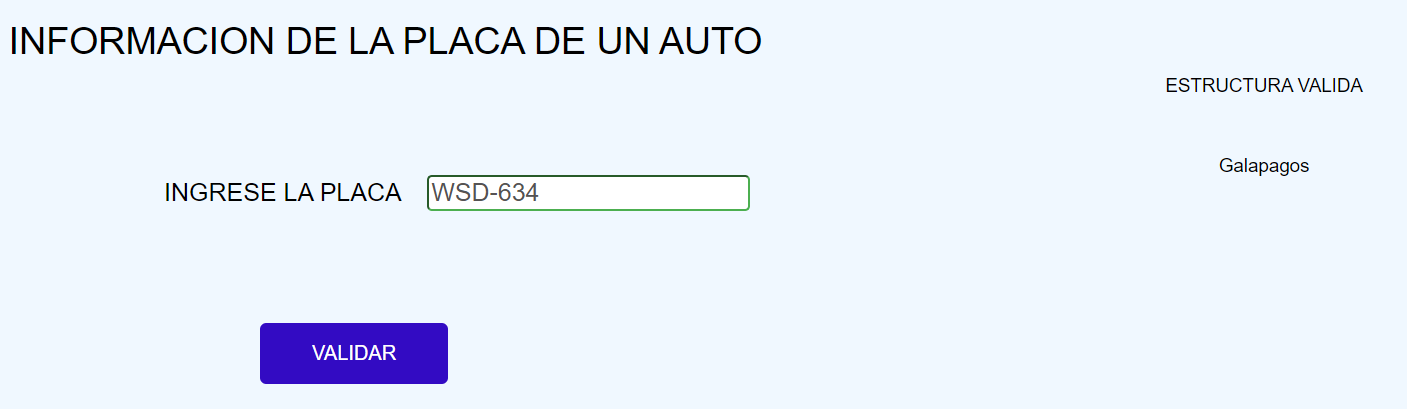 INFORMACION DE LA PLACA DE UN AUTO
ESTRUCTURA VALIDA
Galapagos
INGRESE LA PLACA WSD-634
VALIDAR